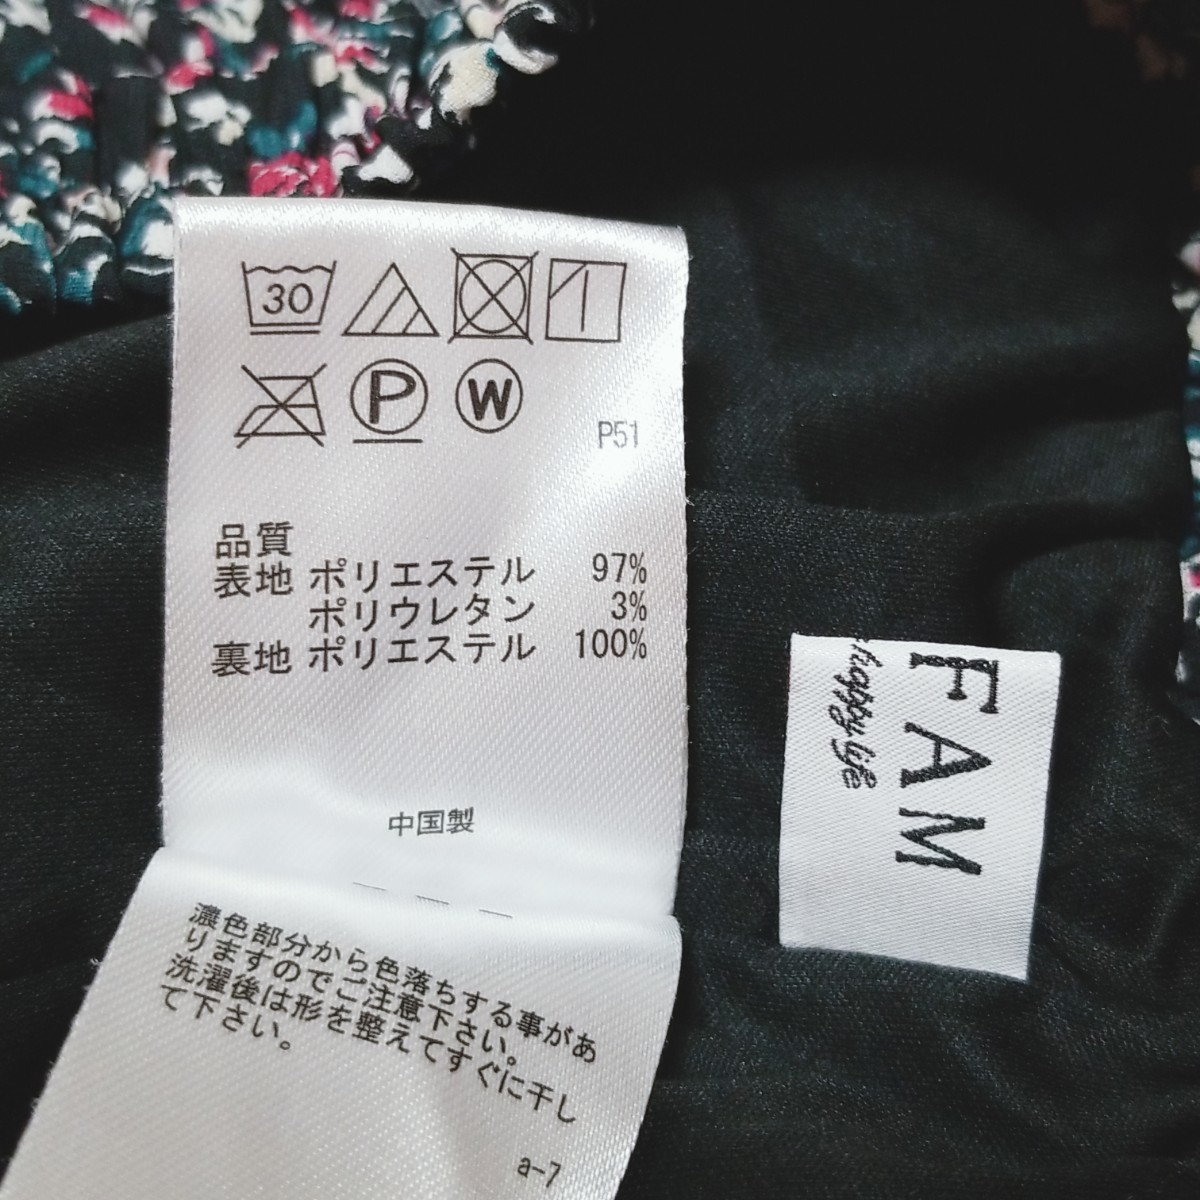 30
P W
P51
品質
表地 ポリエステル 97%
ポリウレタン 3%
裏地 ポリエステル 100%
中国製
濃色部分から色落ちする事があ
りますのでご注意下さい。
洗濯後は形を整えてすぐに干し
て下さい。
a-7
FAM
happy life